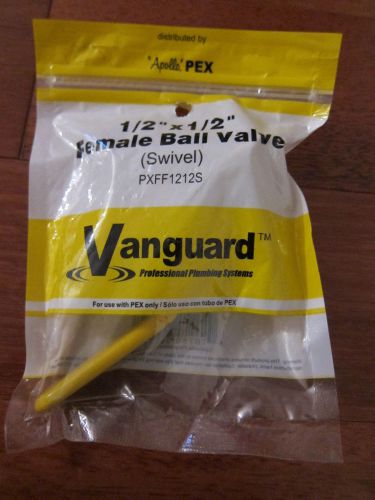 distributed by
"Apollo" PEX
1/2"x1/2"
Female Ball Valve
(Swivel)
PXFF1212S
Vanguard™
Professional Plumbing Systems
For use with PEX only / Sólo uso con tubo de PEX